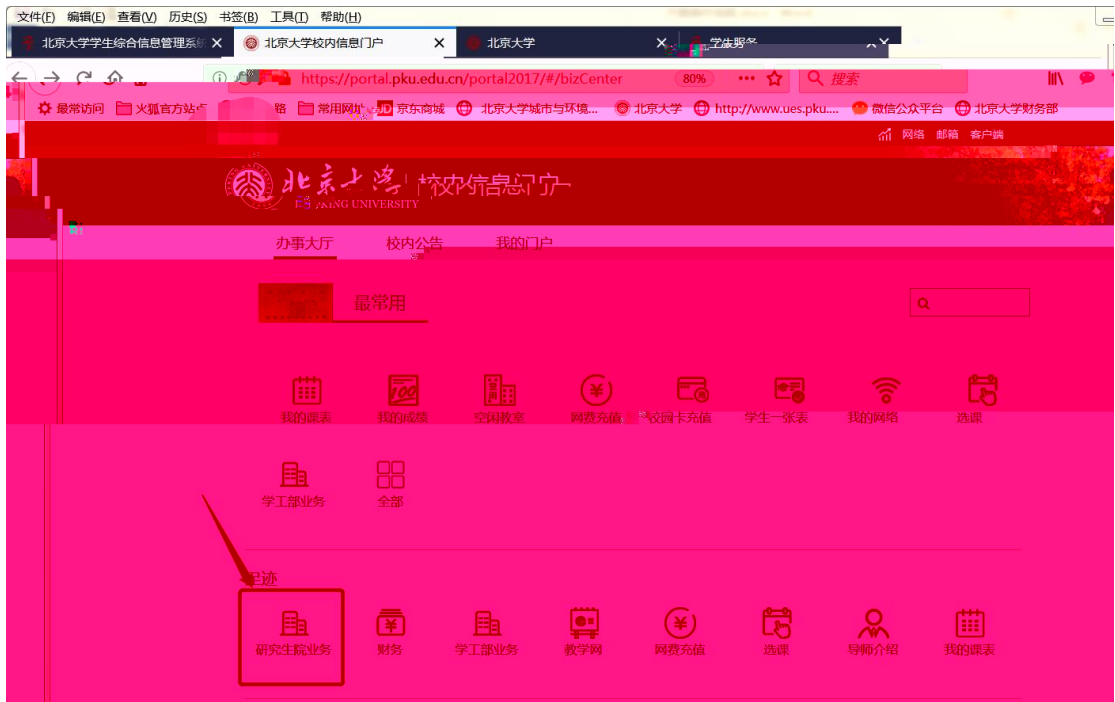 文件(F) 编辑(E) 查看(V) 历史(S) 书签(B) 工具(T) 帮助(H)
北京大学学生综合信息管理系统 北京大学校内信息门户 北京大学
https://portal.pku.edu.cn/portal2017/#/bizCenter 80% 搜索
最常访问 火狐官方站点 常用网址 JD 京东商城 北京大学城市与环境... 北京大学 http://www.ues.pku.... 微信公众平台 北京大学财务部
网络 邮箱 客户端
北京大学 校内信息门户
UNIVERSITY
办事大厅 校内公告 我的门户
最常用
100
我的课表 我的成绩 空闲教室 网费充值 校园卡充值 学生一张表 我的网络 选课
学工部业务 全部
足迹
研究生院业务 财务 学工部业务 教学网 网费充值 选课 导师介绍 我的课表